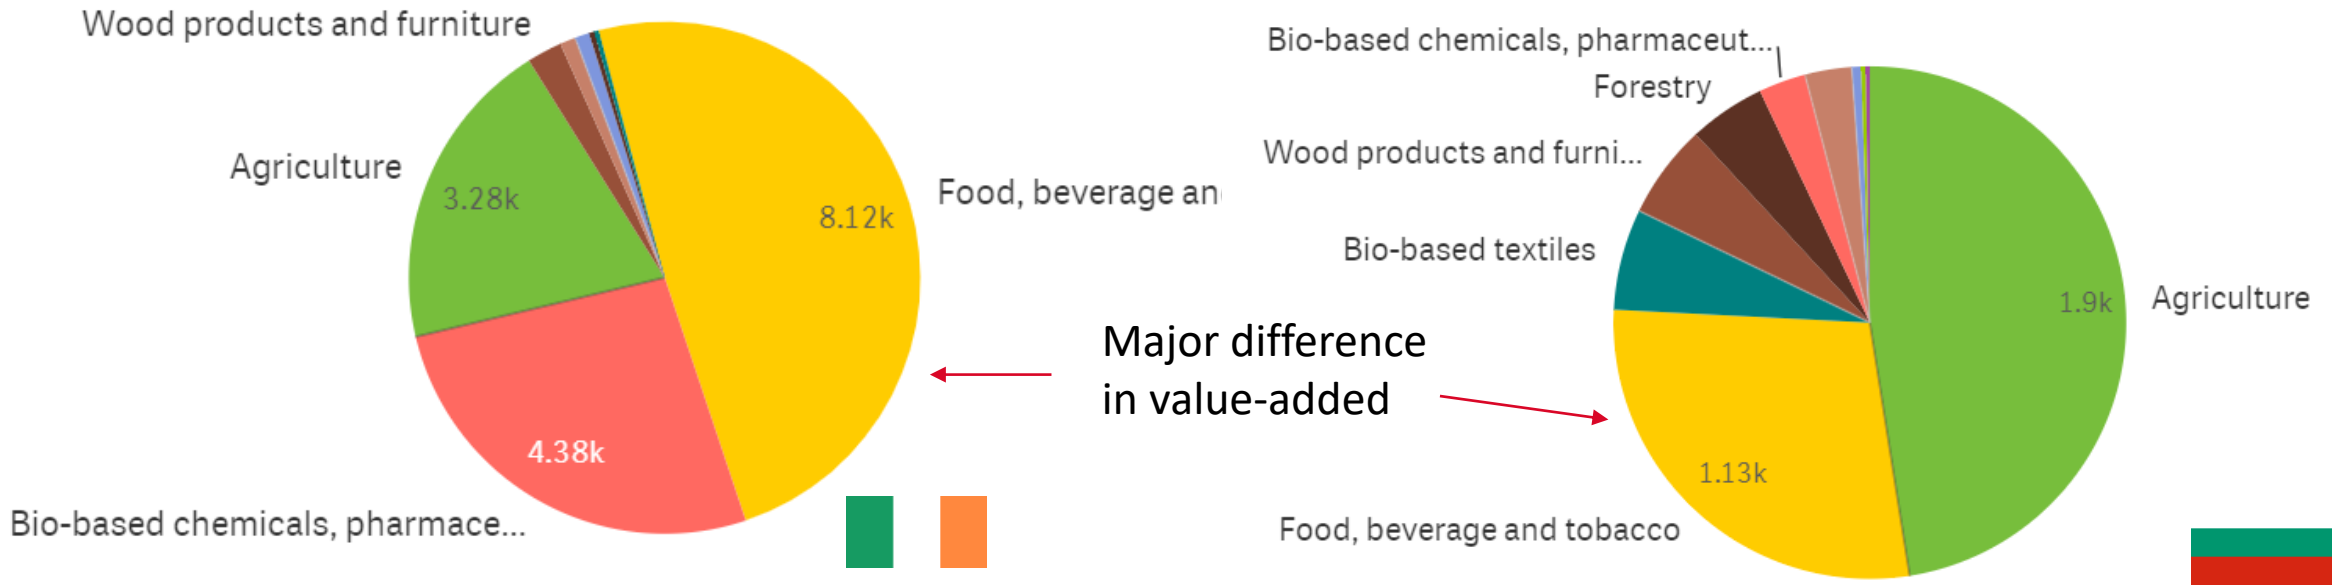 Wood products and furniture
Agriculture
3.28k
8.12k
Food, beverage an
4.38k
Bio-based chemicals, pharmace...
Major difference
in value-added
Bio-based chemicals, pharmaceut...
Forestry
Wood products and furni...
Bio-based textiles
1.9k
Agriculture
1.13k
Food, beverage and tobacco